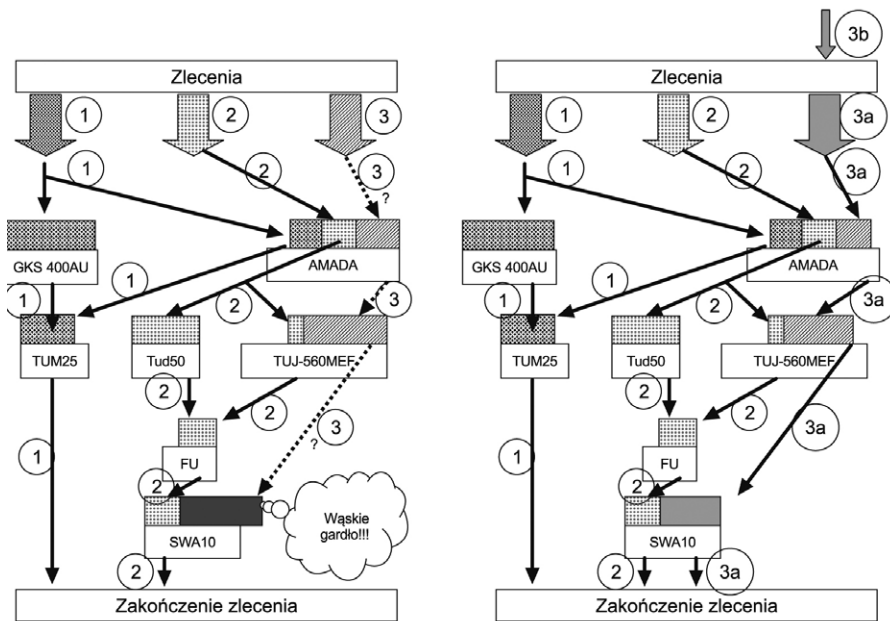 Zlecenia
1
2
3
1
2
3
?
GKS 400AU
AMADA
1
1
2
3
TUM25
Tud50
TUJ-560MEF
2
2
3
?
1
FU
2
Wąskie
gardło!!!
SWA10
2
Zakończenie zlecenia
3b
Zlecenia
1
2
3a
1
2
3a
GKS 400AU
AMADA
1
1
2
3a
TUM25
Tud50
TUJ-560MEF
2
2
3a
1
FU
2
SWA10
2
3a
Zakończenie zlecenia